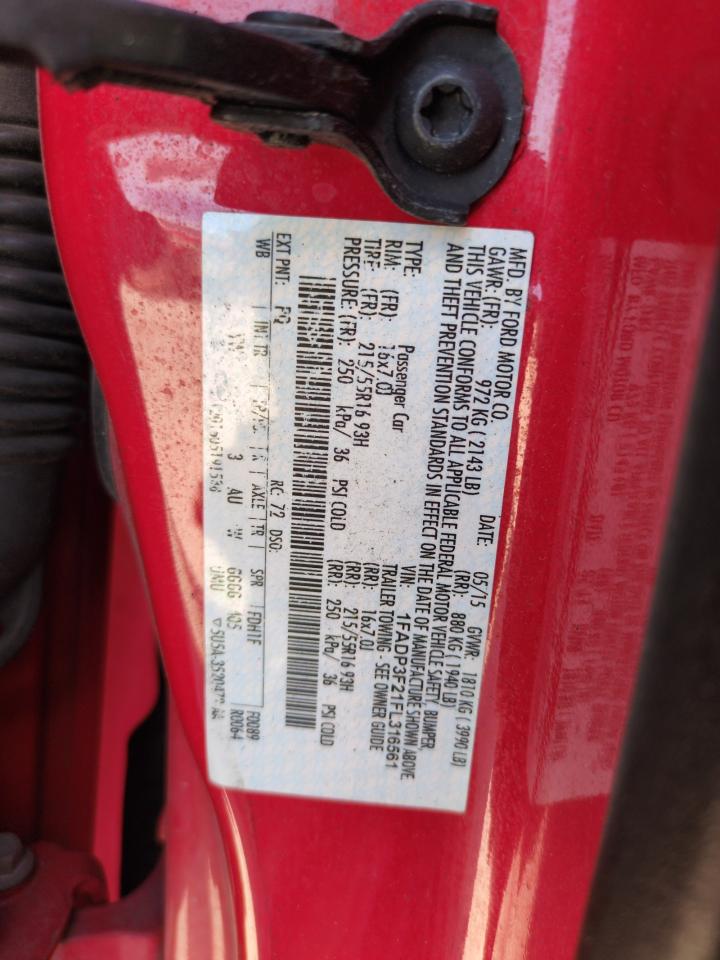 MFD. BY FORD MOTOR CO.
DATE: 05/15 GVWR: 1810 KG ( 3990 LB)
GAWR: (FR): 972 KG ( 2143 LB) (RR): 880 KG ( 1940 LB)
THIS VEHICLE CONFORMS TO ALL APPLICABLE FEDERAL MOTOR VEHICLE SAFETY, BUMPER,
AND THEFT PREVENTION STANDARDS IN EFFECT ON THE DATE OF MANUFACTURE SHOWN ABOVE.
VIN: 1FADP3F21FL316561
TYPE: Passenger Car TRAILER TOWING - SEE OWNER GUIDE
RIM: (FR): 16x7.0J (RR): 16x7.0J
TIRE (FR): 215/55R16 93H (RR): 215/55R16 93H
PRESSURE: (FR): 250 kPa/ 36 PSI COLD (RR): 250 kPa/ 36 PSI COLD
EXT PNT: PQ RC: 72 DSO: F0089
WB INT TR AXLE TR SPR FDH1F R0064
3 AU W GGGG